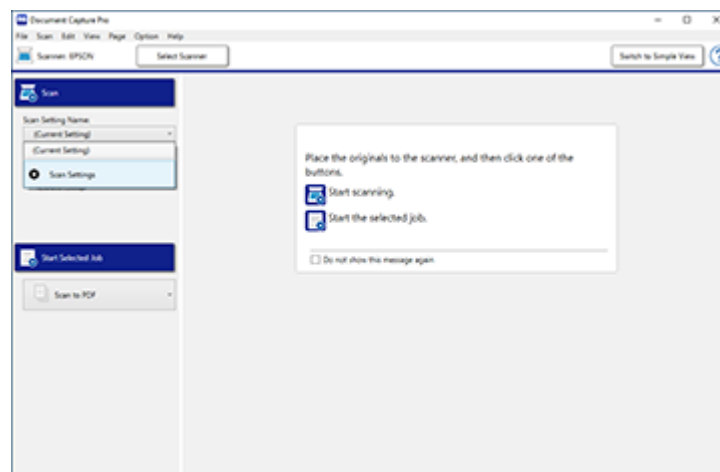 Document Capture Pro
File Scan Edit View Page Option Help
Scanner: EPSON
Select Scanner
Switch to Simple View
?
Scan
Scan Setting Name:
(Current Setting)
(Current Setting)
Scan Settings
Start Selected Job
Scan to PDF
Place the originals to the scanner, and then click one of the
buttons.
Start scanning.
Start the selected job.
Do not show this message again